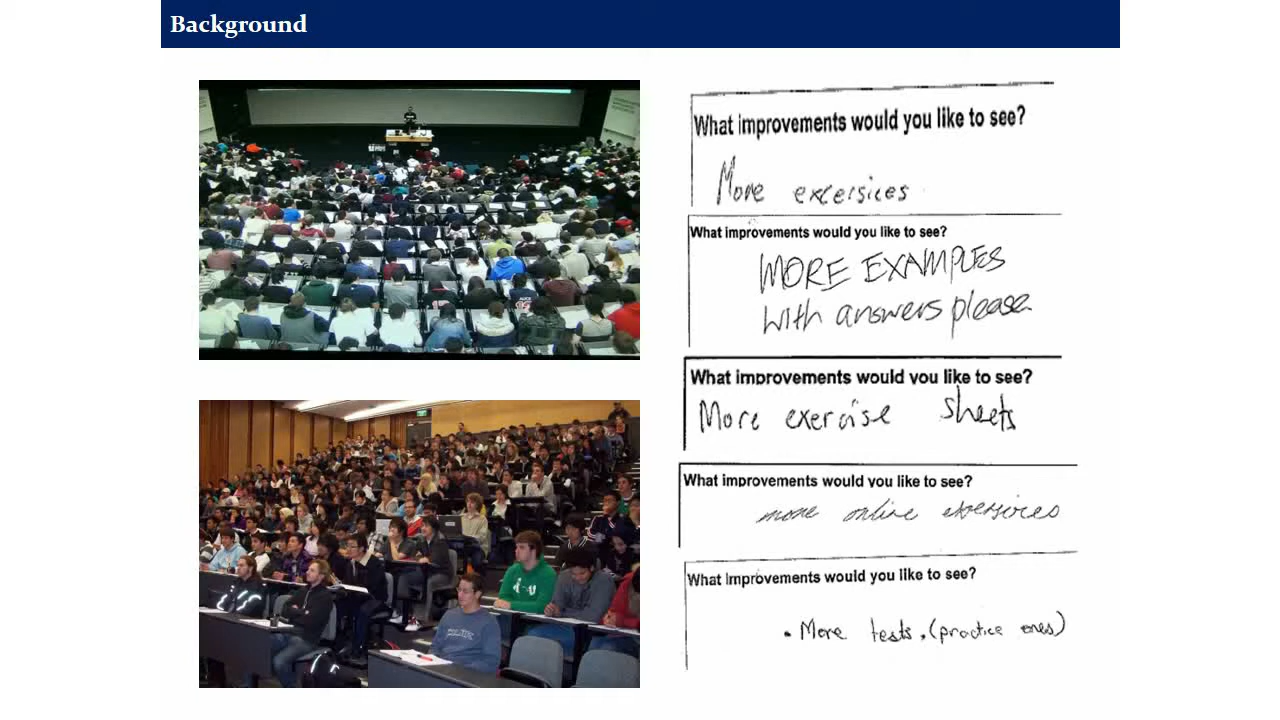 Background
What improvements would you like to see?
More excersices
What improvements would you like to see?
MORE EXAMPLES
with answers please
What improvements would you like to see?
More exercise sheets
What improvements would you like to see?
more online exersices
What improvements would you like to see?
• More tests, (practice ones)